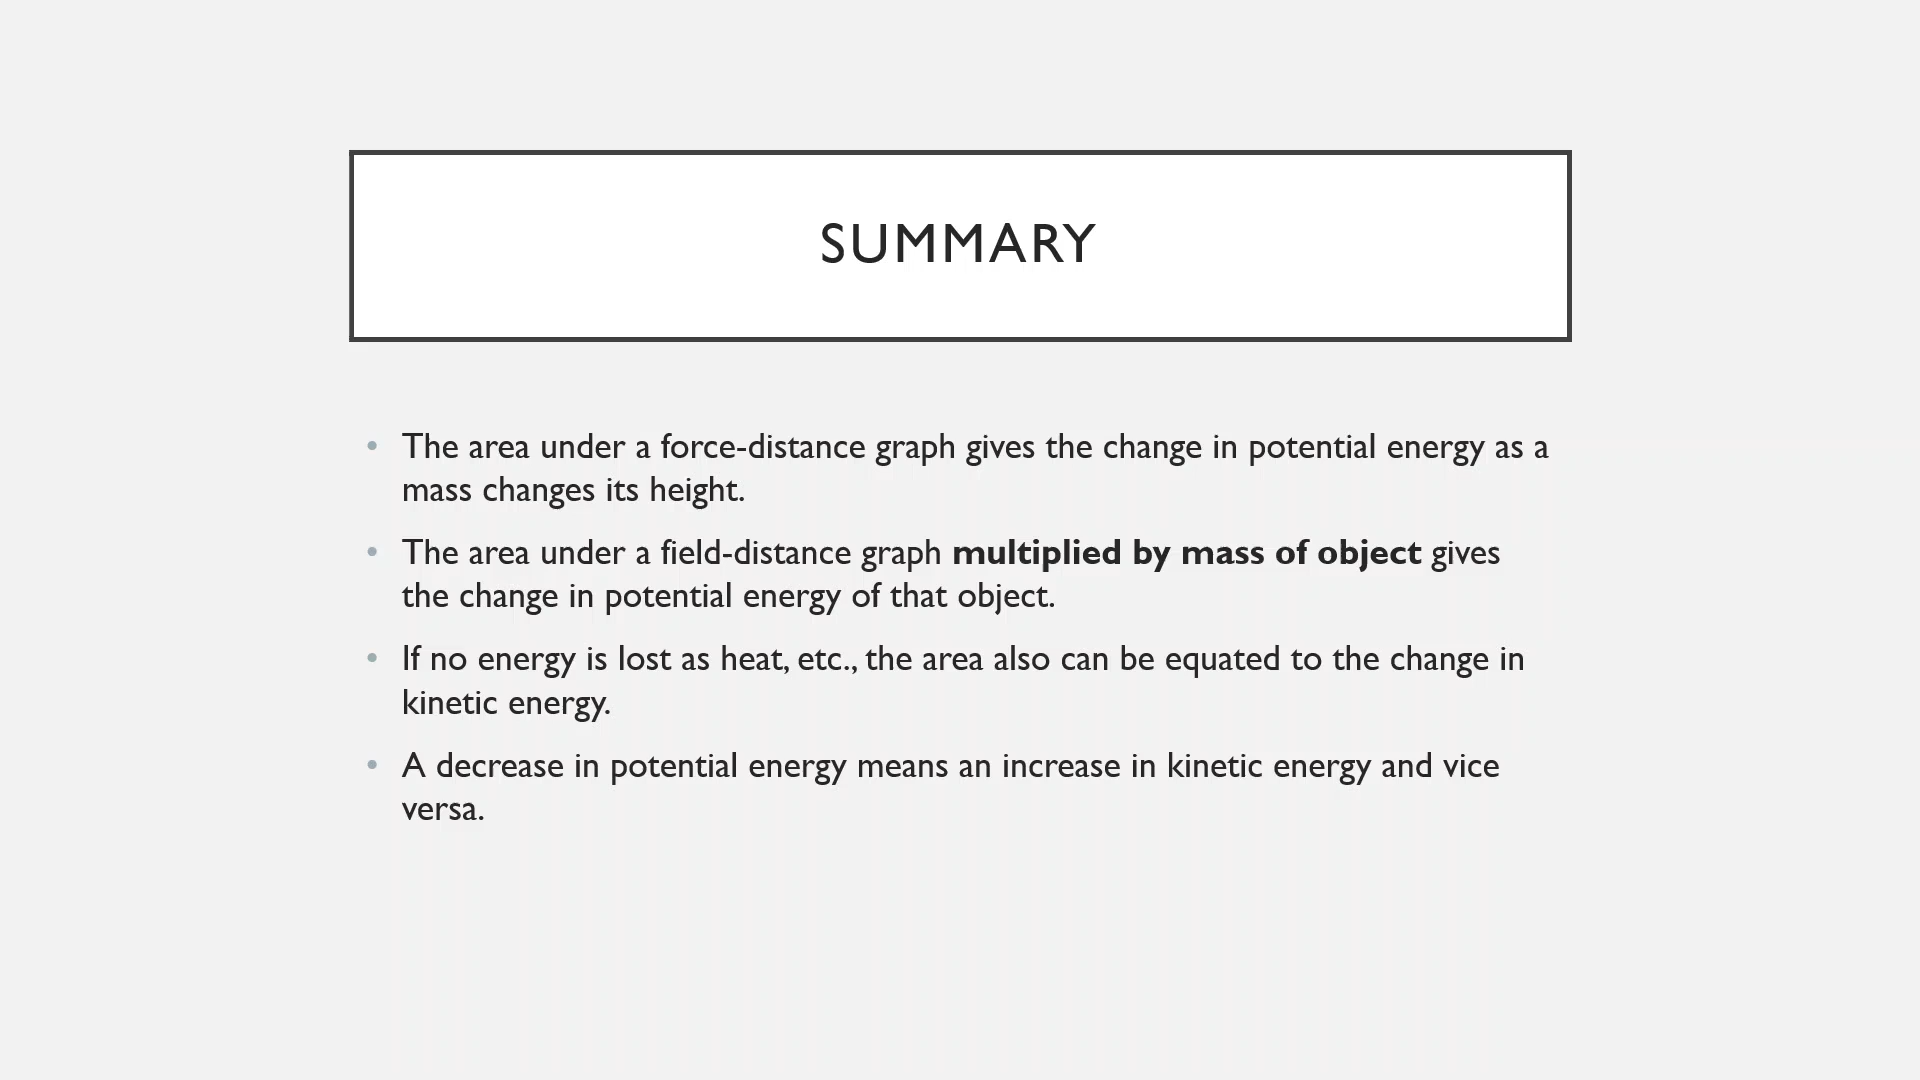 SUMMARY
• The area under a force-distance graph gives the change in potential energy as a
mass changes its height.
• The area under a field-distance graph multiplied by mass of object gives
the change in potential energy of that object.
• If no energy is lost as heat, etc., the area also can be equated to the change in
kinetic energy.
• A decrease in potential energy means an increase in kinetic energy and vice
versa.